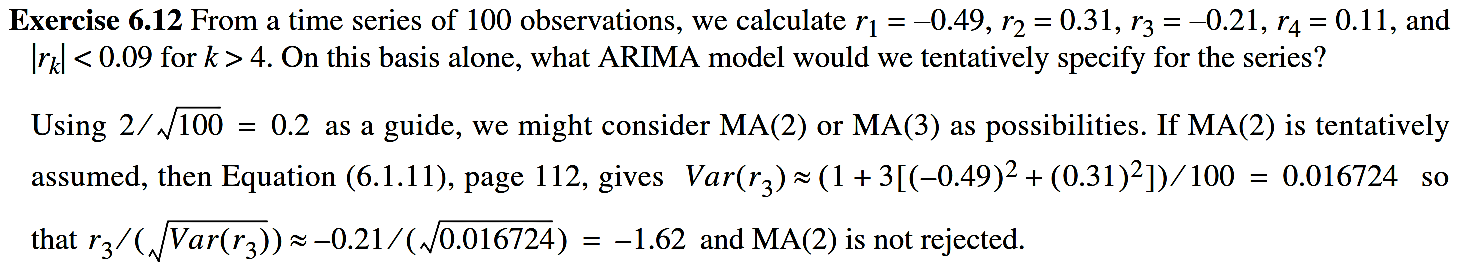 Exercise 6.12 From a time series of 100 observations, we calculate r₁ = –0.49, r₂ = 0.31, r₃ = –0.21, r₄ = 0.11, and
|rₖ| < 0.09 for k > 4. On this basis alone, what ARIMA model would we tentatively specify for the series?
Using 2/√100 = 0.2 as a guide, we might consider MA(2) or MA(3) as possibilities. If MA(2) is tentatively
assumed, then Equation (6.1.11), page 112, gives Var(r₃) ≈ (1 + 3[(–0.49)² + (0.31)²])/100 = 0.016724 so
that r₃/(√Var(r₃)) ≈ –0.21/(√0.016724) = –1.62 and MA(2) is not rejected.